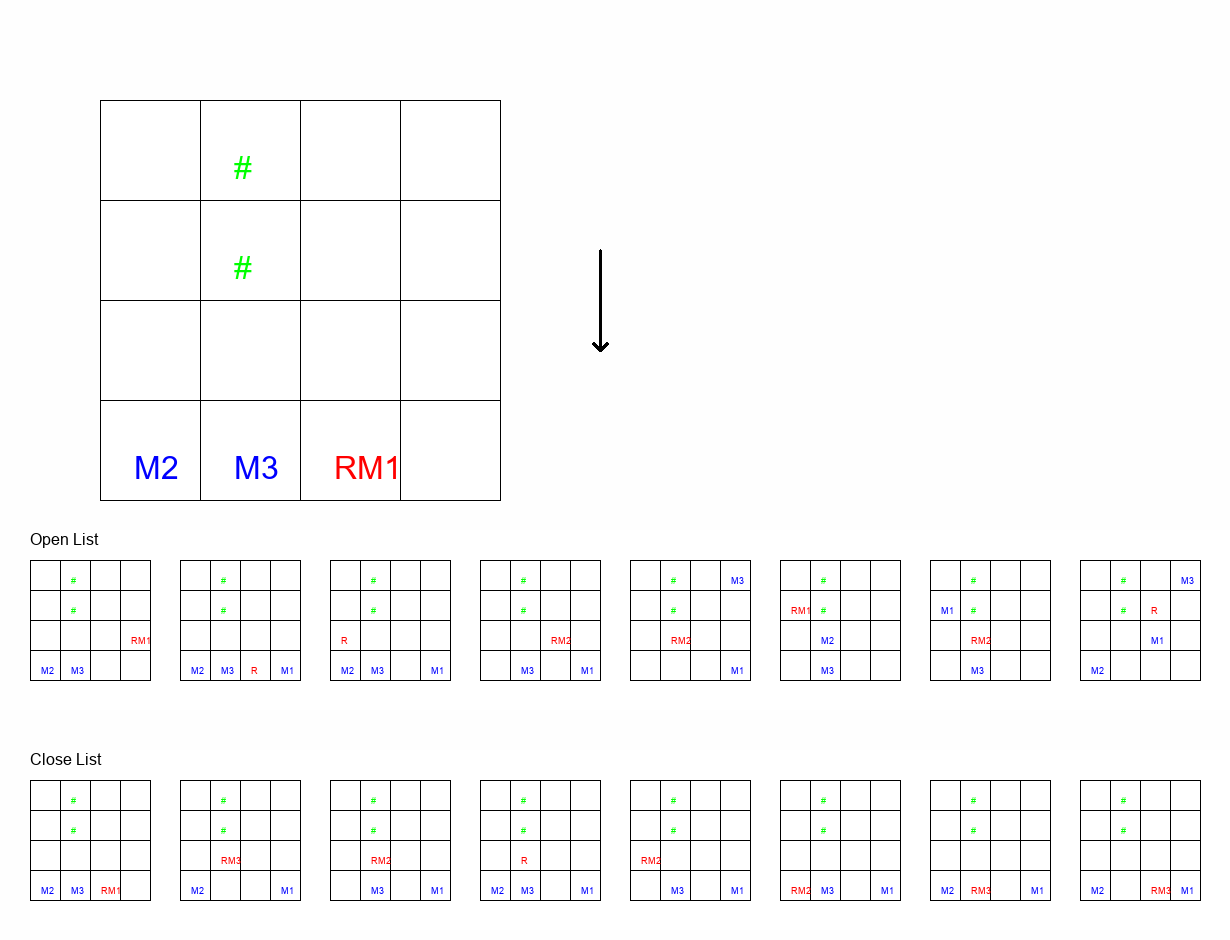 #
#
M2 M3 RM1
Open List
# # # # # M3 # # # M3
# # # # # RM1 # M1 # # R
RM1 R RM2 RM2 M2 RM2 M1
M2 M3 M2 M3 R M1 M2 M3 M1 M3 M1 M1 M3 M3 M2
Close List
# # # # # # # #
# # # # # # # #
RM3 RM2 R RM2
M2 M3 RM1 M2 M1 M3 M1 M2 M3 M1 M3 M1 RM2 M3 M1 M2 RM3 M1 M2 RM3 M1